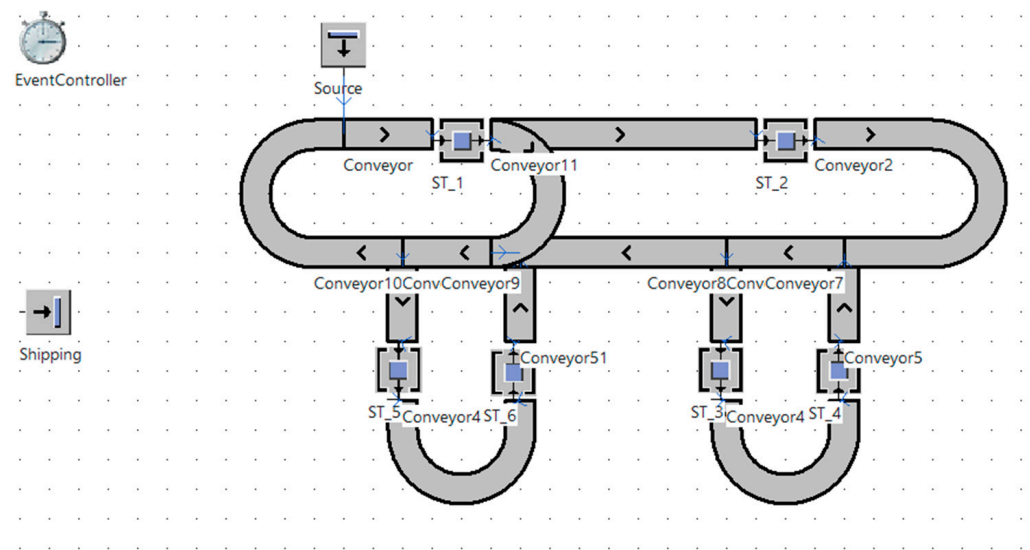 EventController
Source
Conveyor
Conveyor11
Conveyor2
ST_1
ST_2
Conveyor10ConvConveyor9
Conveyor8ConvConveyor7
Shipping
Conveyor51
Conveyor5
ST_5
Conveyor4
ST_6
ST_3
Conveyor4
ST_4